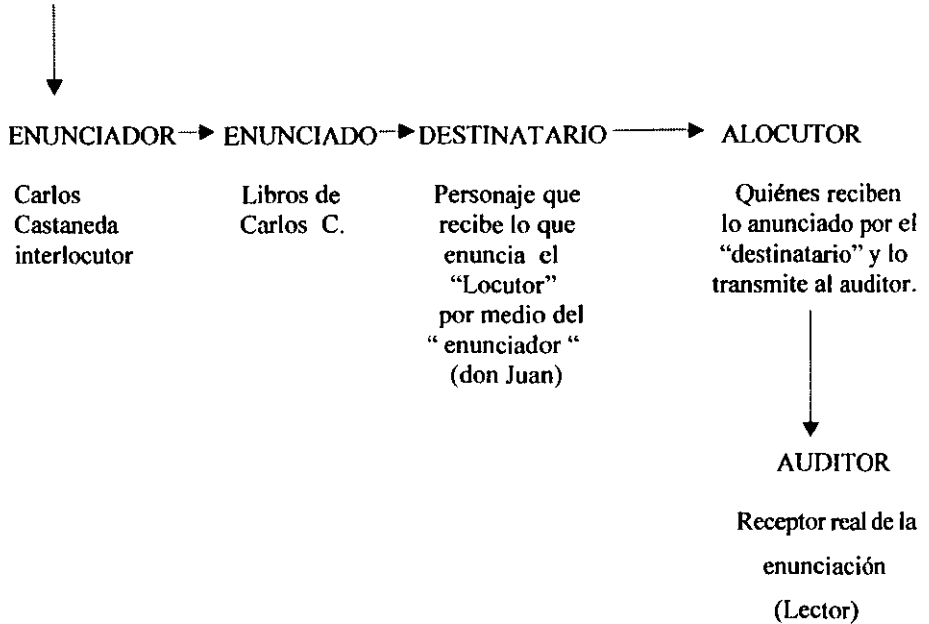 ENUNCIADOR ENUNCIADO DESTINATARIO ALOCUTOR
Carlos
Castaneda
interlocutor
Libros de
Carlos C.
Personaje que
recibe lo que
enuncia el
“Locutor”
por medio del
“ enunciador “
(don Juan)
Quiénes reciben
lo anunciado por el
“destinatario” y lo
transmite al auditor.
AUDITOR
Receptor real de la
enunciación
(Lector)